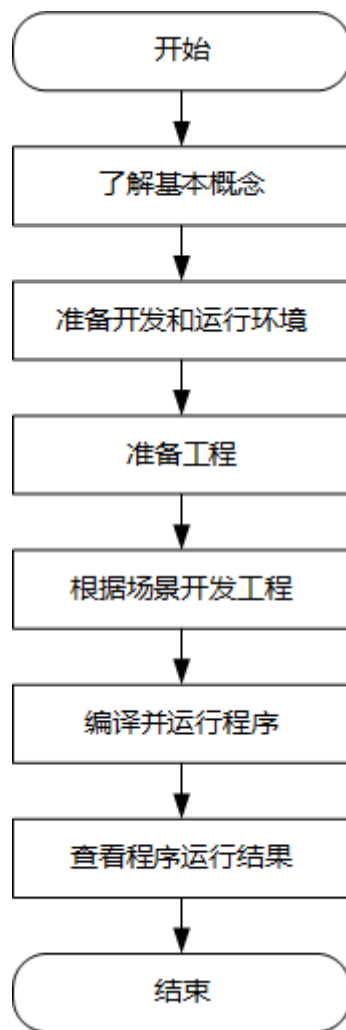 开始
了解基本概念
准备开发和运行环境
准备工程
根据场景开发工程
编译并运行程序
查看程序运行结果
结束